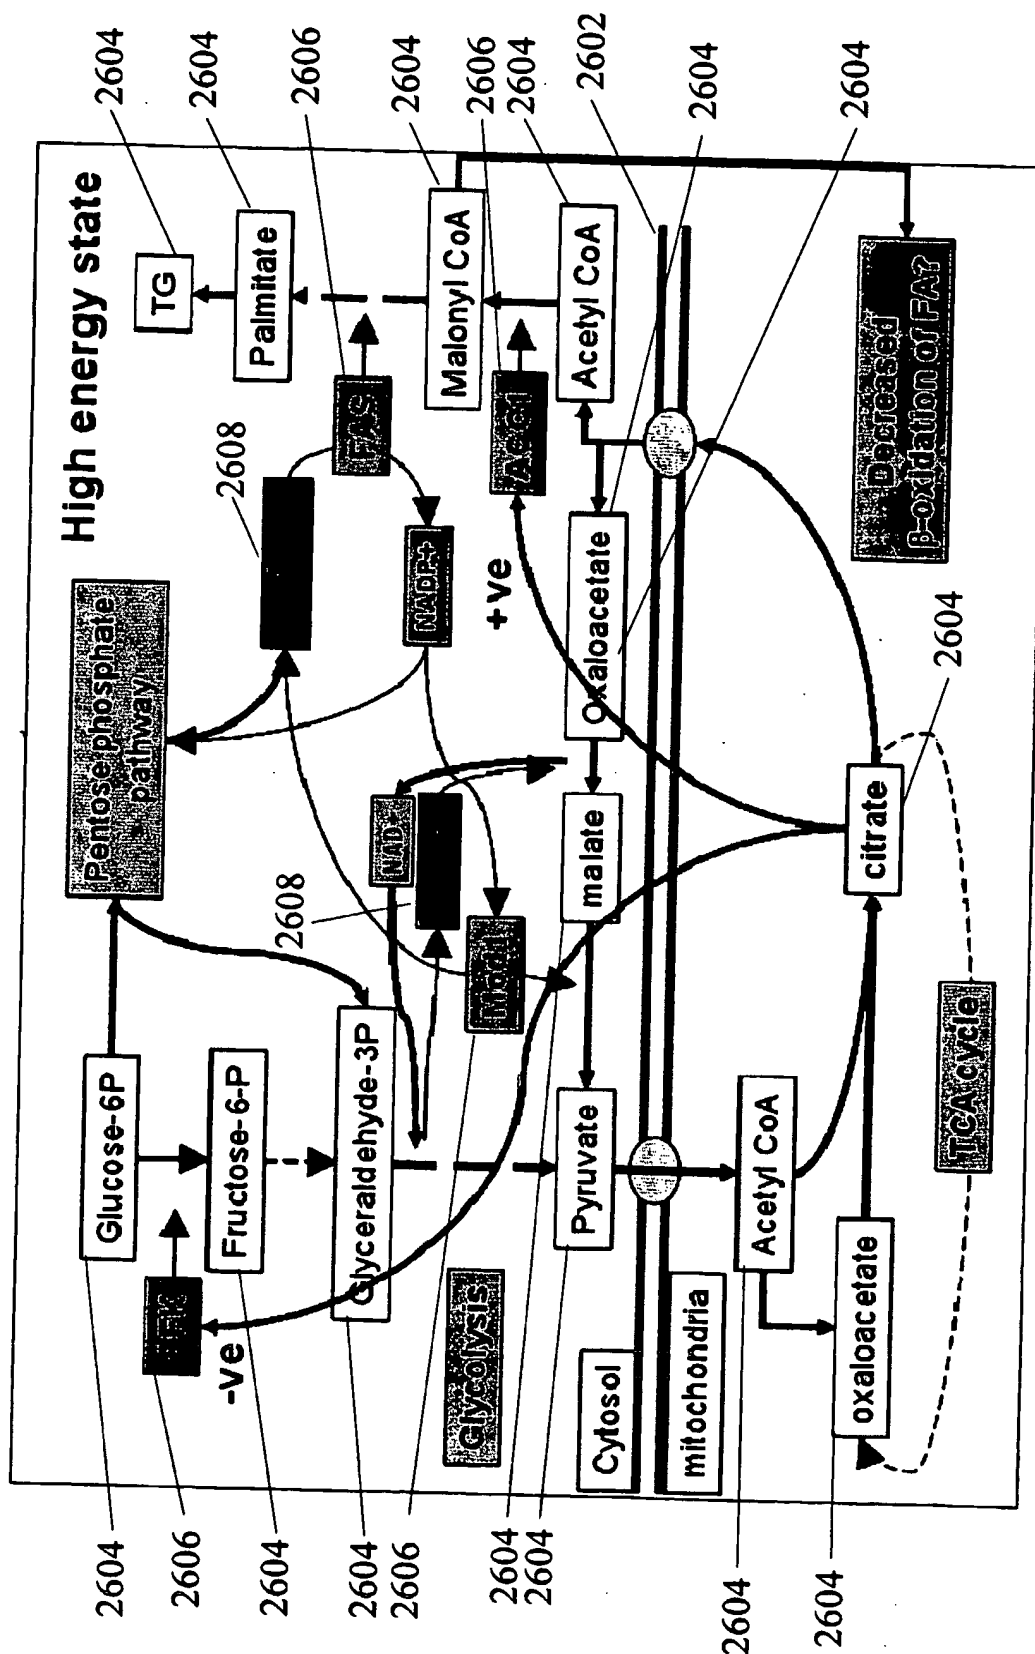 High energy state
2604
2604
2606
2604
2606
2604
2602
2604
2604
TG
Palmitate
Malonyl CoA
Acetyl CoA
FAS
Acc1
2608
NADP+
+ve
Oxaloacetate
Pentose phosphate
pathway
NAD+
2608
malate
Mod1
Glucose-6P
Fructose-6-P
Glyceraldehyde-3P
Pyruvate
PFK
-ve
Glycolysis
Cytosol
mitochondria
Acetyl CoA
oxaloacetate
citrate
TCA cycle
Decreased
β-oxidation of FA?
2604
2604
2606
2604
2604
2606
2604
2604
2604
2604